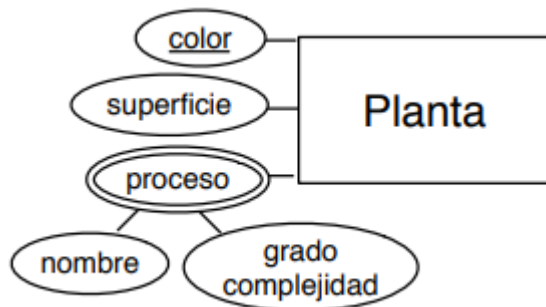 color
superficie
Planta
proceso
nombre
grado
complejidad